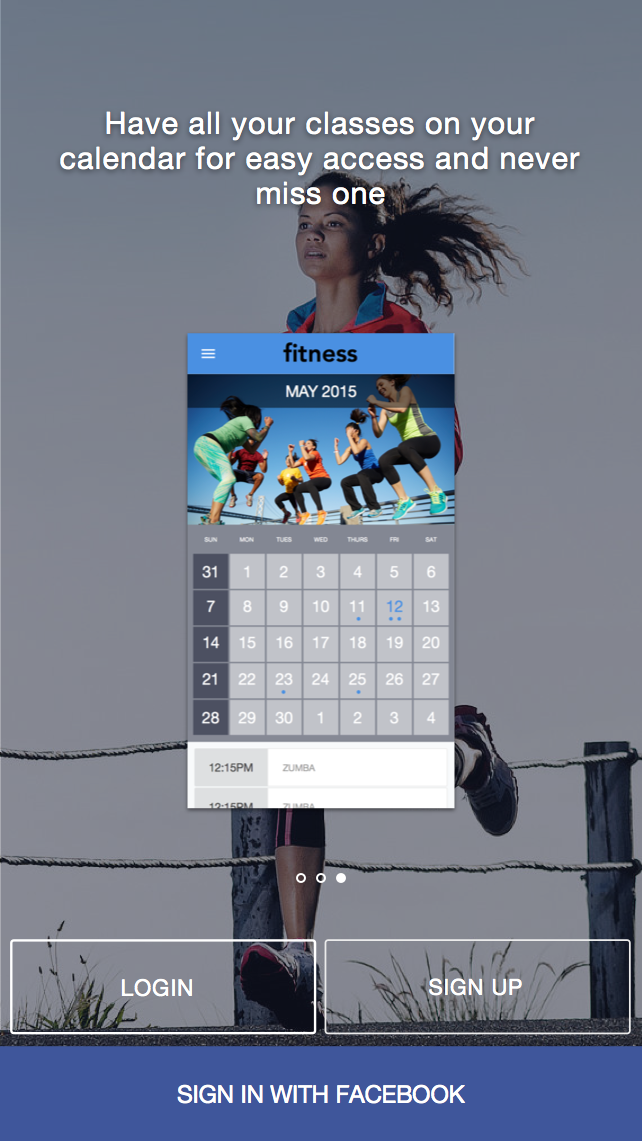 Have all your classes on your
calendar for easy access and never
miss one
fitness
MAY 2015
SUN MON TUES WED THURS FRI SAT
31 1 2 3 4 5 6
7 8 9 10 11 12 13
14 15 16 17 18 19 20
21 22 23 24 25 26 27
28 29 30 1 2 3 4
12:15PM ZUMBA
12:15PM ZUMBA
LOGIN SIGN UP
SIGN IN WITH FACEBOOK